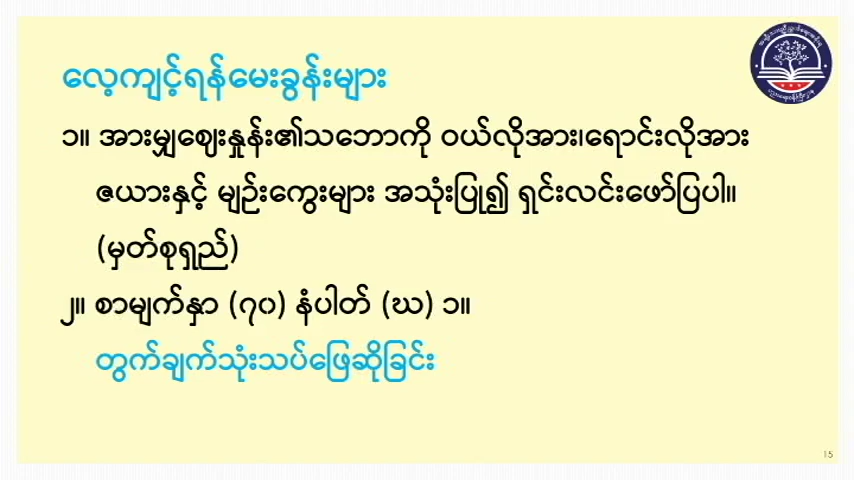 လေ့ကျင့်ရန်မေးခွန်းများ
၁။ အားမျှဈေးနှုန်း၏သဘောကို ဝယ်လိုအား၊ရောင်းလိုအား
ဇယားနှင့် မျဉ်းကွေးများ အသုံးပြု၍ ရှင်းလင်းဖော်ပြပါ။
(မှတ်စုရှည်)
၂။ စာမျက်နှာ (၇၀) နံပါတ် (ဃ) ၁။
တွက်ချက်သုံးသပ်ဖြေဆိုခြင်း
15